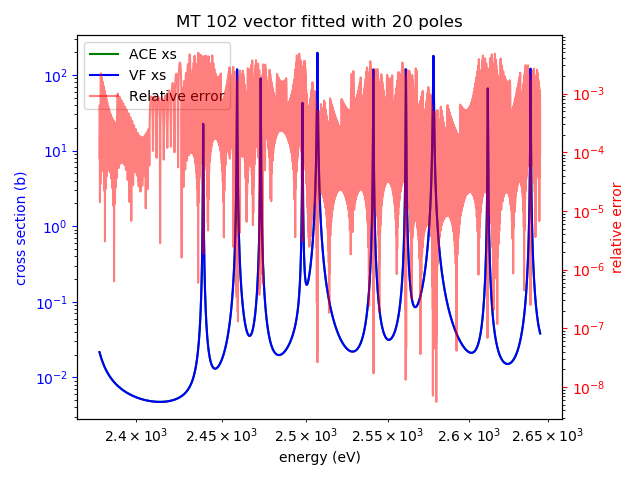 MT 102 vector fitted with 20 poles
ACE xs
VF xs
Relative error
cross section (b)
10²
10¹
10⁰
10⁻¹
10⁻²
relative error
10⁻³
10⁻⁴
10⁻⁵
10⁻⁶
10⁻⁷
10⁻⁸
2.4 × 10³ 2.45 × 10³ 2.5 × 10³ 2.55 × 10³ 2.6 × 10³ 2.65 × 10³
energy (eV)